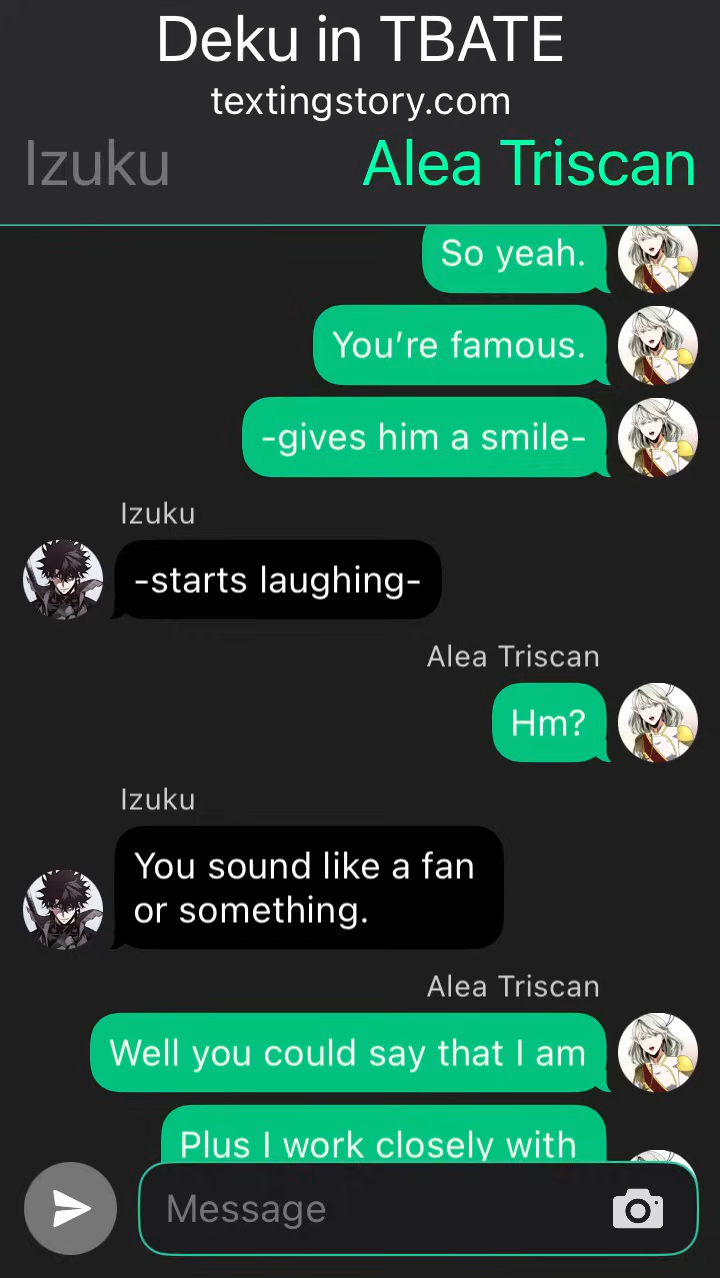 Deku in TBATE
textingstory.com
Izuku
Alea Triscan
So yeah.
You’re famous.
-gives him a smile-
Izuku
-starts laughing-
Alea Triscan
Hm?
Izuku
You sound like a fan
or something.
Alea Triscan
Well you could say that I am
Plus I work closely with
Message